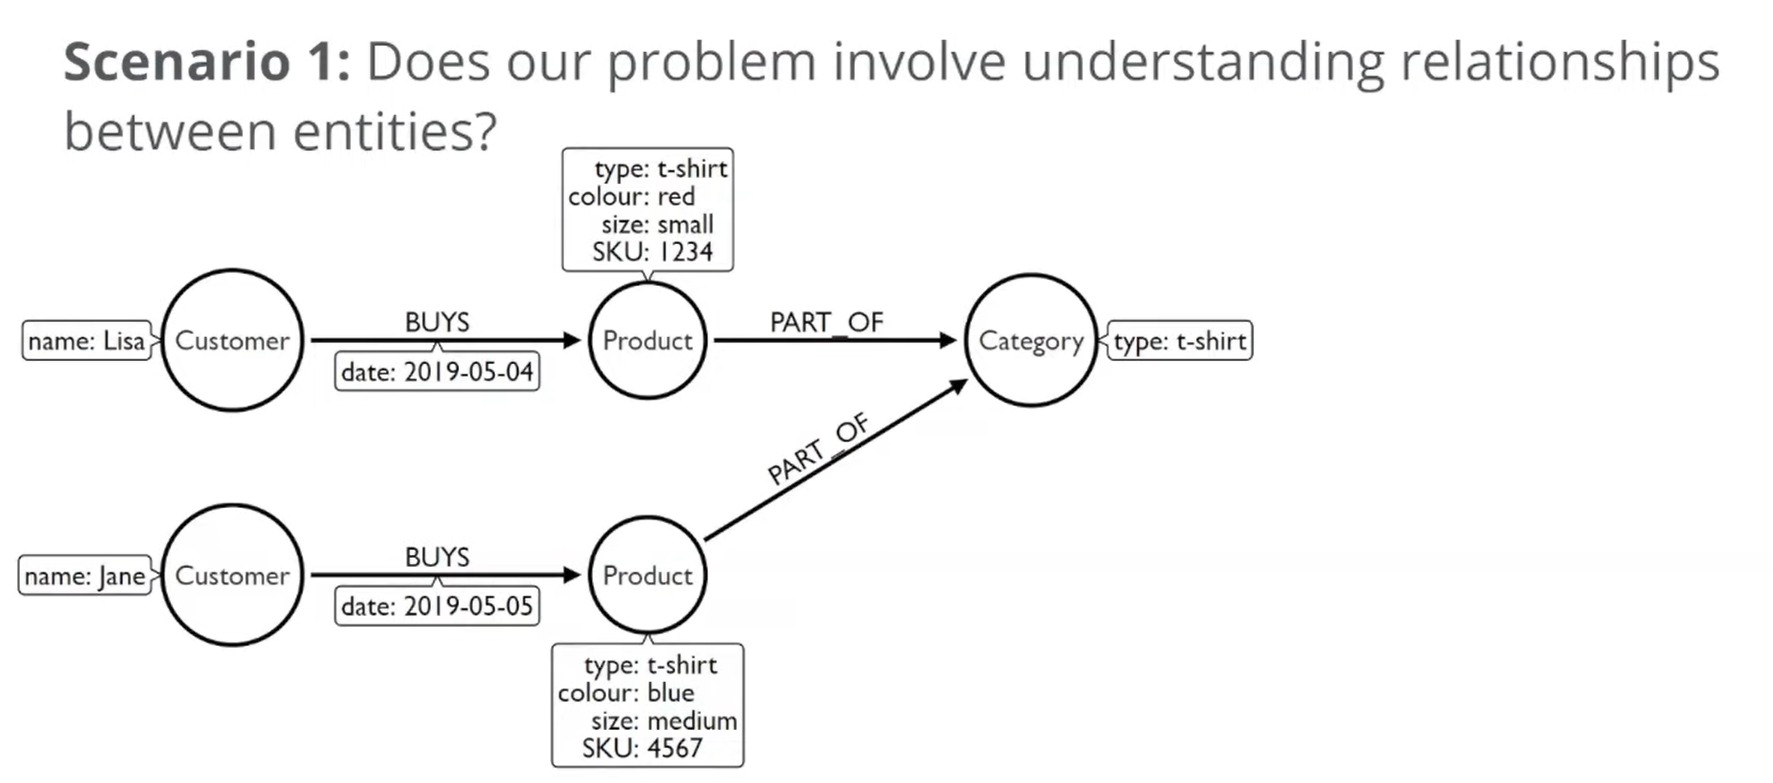 Scenario 1: Does our problem involve understanding relationships
between entities?
type: t-shirt
colour: red
size: small
SKU: 1234
name: Lisa
Customer
BUYS
date: 2019-05-04
Product
PART_OF
Category
type: t-shirt
PART_OF
name: Jane
Customer
BUYS
date: 2019-05-05
Product
type: t-shirt
colour: blue
size: medium
SKU: 4567